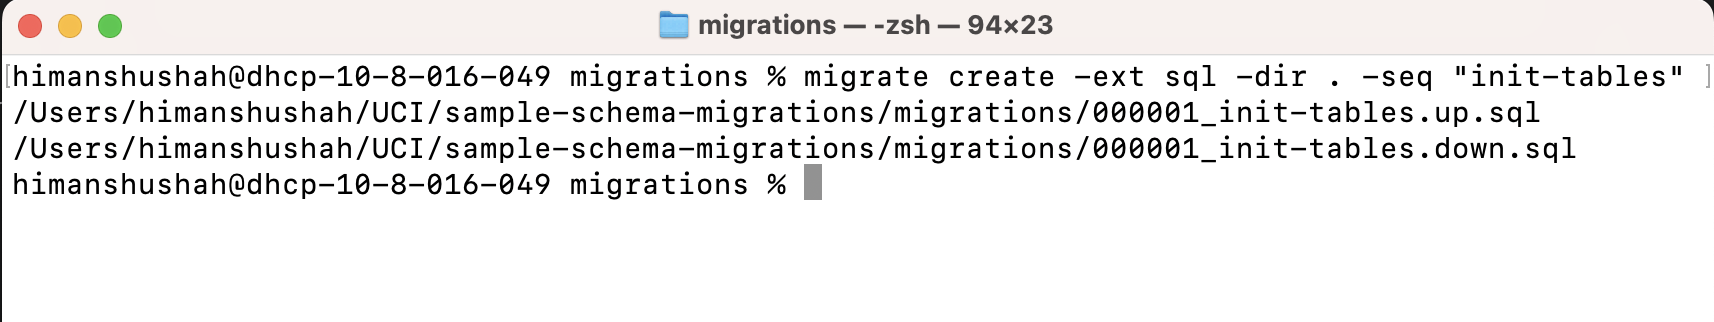 migrations — -zsh — 94×23
himanshushah@dhcp-10-8-016-049 migrations % migrate create -ext sql -dir . -seq "init-tables"
/Users/himanshushah/UCI/sample-schema-migrations/migrations/000001_init-tables.up.sql
/Users/himanshushah/UCI/sample-schema-migrations/migrations/000001_init-tables.down.sql
himanshushah@dhcp-10-8-016-049 migrations %